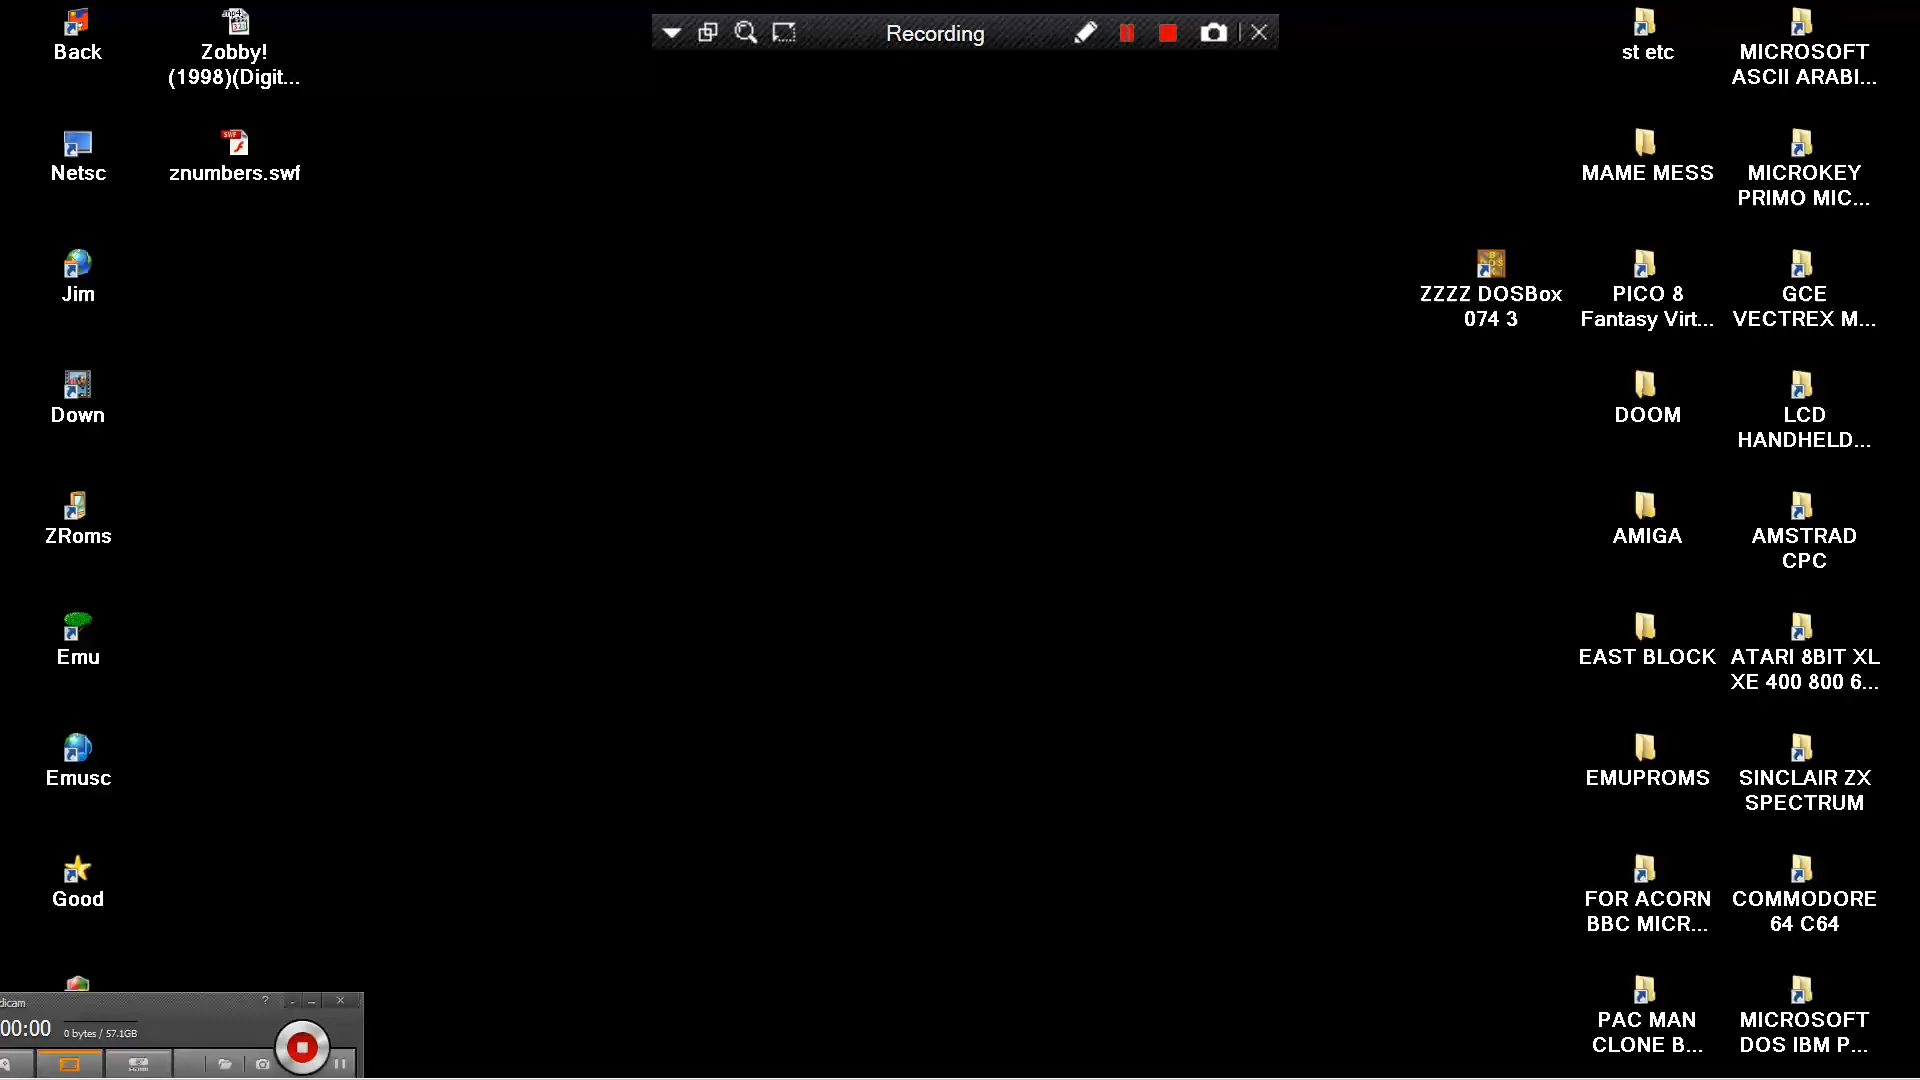 Back
Zobby!
(1998)(Digit...
Recording
st etc
MICROSOFT
ASCII ARABI...
Netsc
znumbers.swf
MAME MESS
MICROKEY
PRIMO MIC...
Jim
ZZZZ DOSBox
074 3
PICO 8
Fantasy Virt...
GCE
VECTREX M...
Down
DOOM
LCD
HANDHELD...
ZRoms
AMIGA
AMSTRAD
CPC
Emu
EAST BLOCK
ATARI 8BIT XL
XE 400 800 6...
Emusc
EMUPROMS
SINCLAIR ZX
SPECTRUM
Good
FOR ACORN
BBC MICR...
COMMODORE
64 C64
PAC MAN
CLONE B...
MICROSOFT
DOS IBM P...
dicam
00:00
0 bytes / 57.1GB